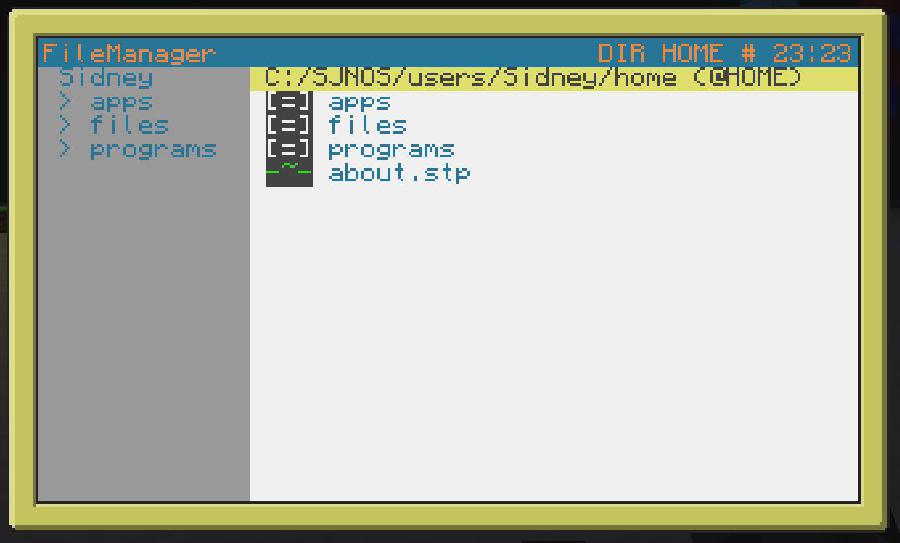 FileManager DIR HOME # 23:23
Sidney
> apps
> files
> programs
C:/SJNOS/users/Sidney/home (@HOME)
[=] apps
[=] files
[=] programs
-~- about.stp